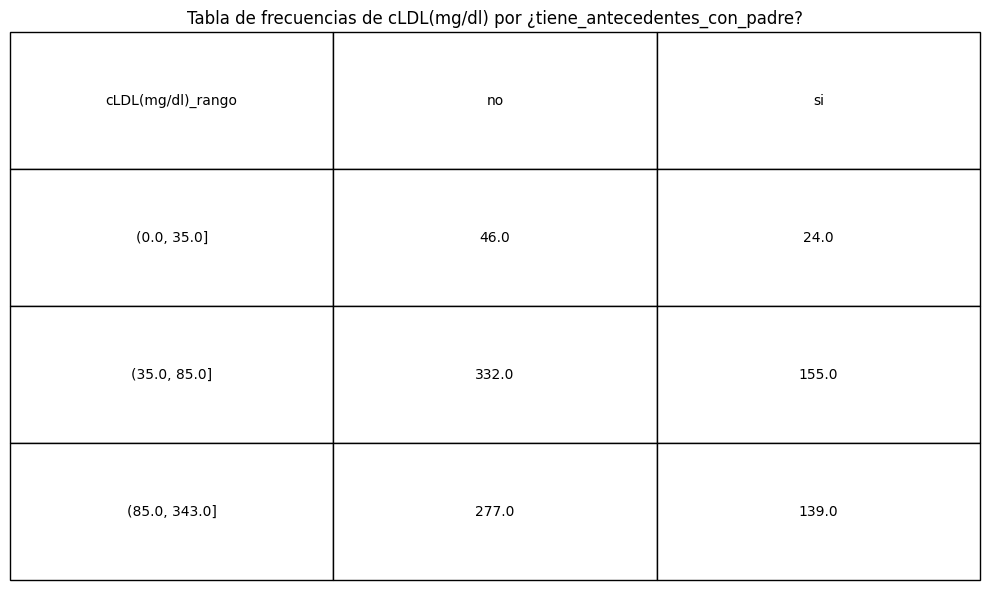 Tabla de frecuencias de cLDL(mg/dl) por ¿tiene_antecedentes_con_padre?
cLDL(mg/dl)_rango no si
(0.0, 35.0] 46.0 24.0
(35.0, 85.0] 332.0 155.0
(85.0, 343.0] 277.0 139.0